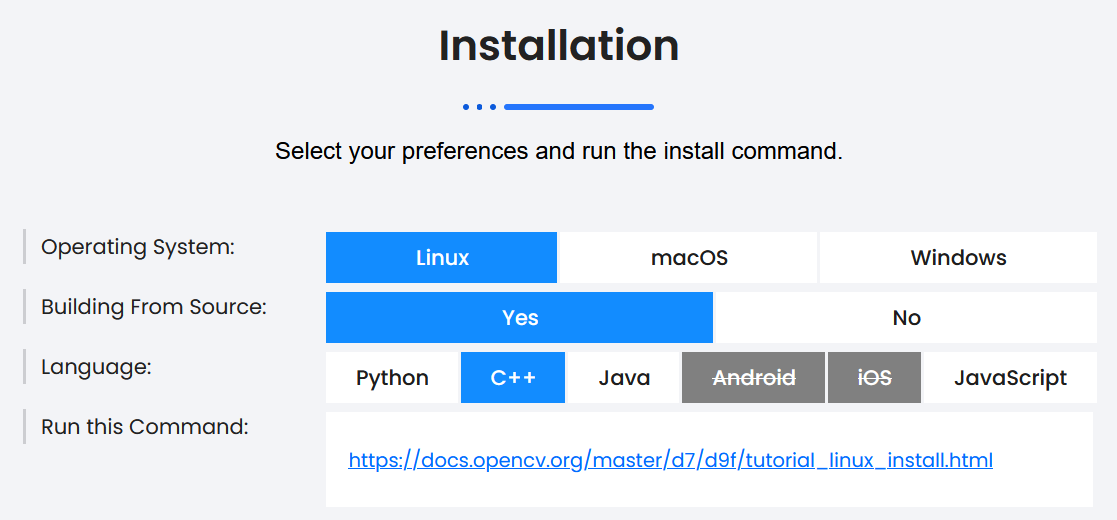 Installation
Select your preferences and run the install command.
Operating System:
Linux
macOS
Windows
Building From Source:
Yes
No
Language:
Python
C++
Java
Android
iOS
JavaScript
Run this Command:
https://docs.opencv.org/master/d7/d9f/tutorial_linux_install.html